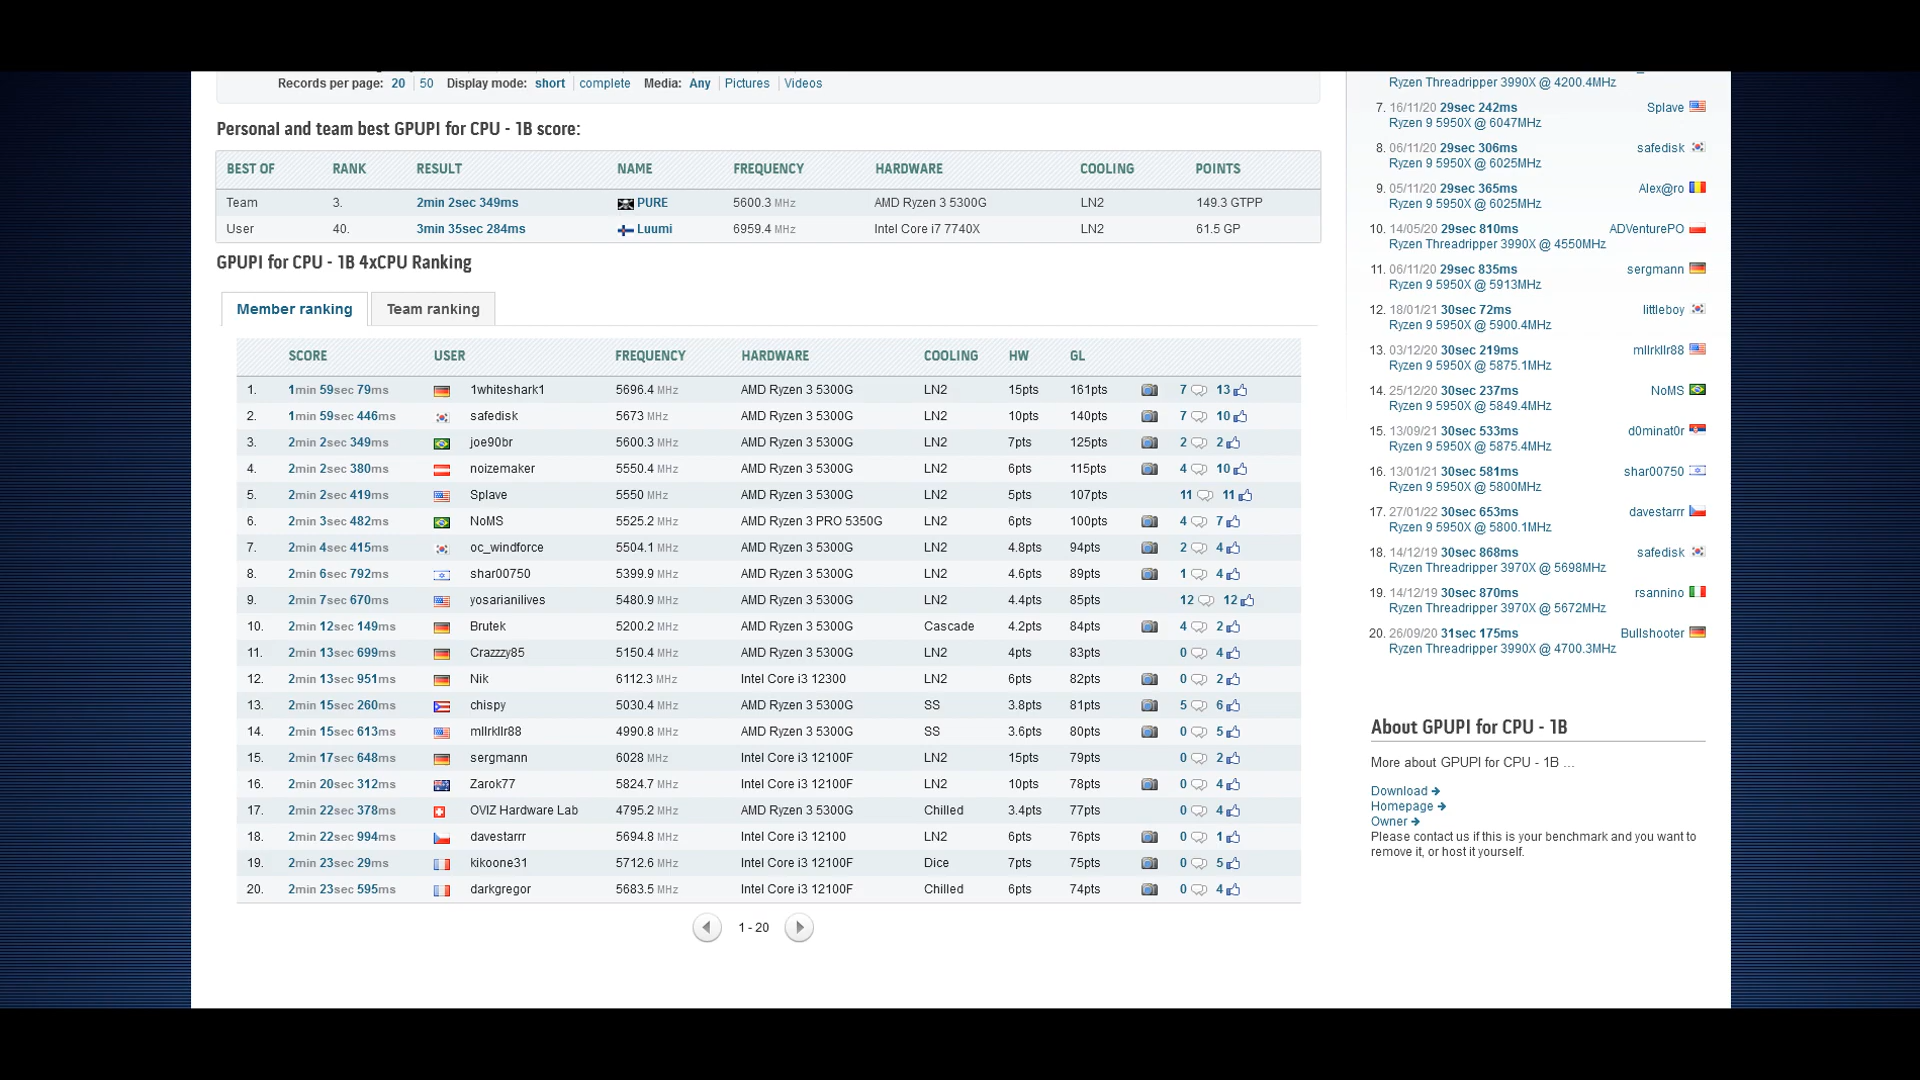 Records per page: 20 | 50 Display mode: short | complete Media: Any | Pictures | Videos
Personal and team best GPUPI for CPU - 1B score:
BEST OF RANK RESULT NAME FREQUENCY HARDWARE COOLING POINTS
Team 3. 2min 2sec 349ms PURE 5600.3 MHz AMD Ryzen 3 5300G LN2 149.3 GTPP
User 40. 3min 35sec 284ms Luumi 6959.4 MHz Intel Core i7 7740X LN2 61.5 GP
GPUPI for CPU - 1B 4xCPU Ranking
Member ranking Team ranking
SCORE USER FREQUENCY HARDWARE COOLING HW GL
1. 1min 59sec 79ms 1whiteshark1 5696.4 MHz AMD Ryzen 3 5300G LN2 15pts 161pts 7 13
2. 1min 59sec 446ms safedisk 5673 MHz AMD Ryzen 3 5300G LN2 10pts 140pts 7 10
3. 2min 2sec 349ms joe90br 5600.3 MHz AMD Ryzen 3 5300G LN2 7pts 125pts 2 2
4. 2min 2sec 380ms noizemaker 5550.4 MHz AMD Ryzen 3 5300G LN2 6pts 115pts 4 10
5. 2min 2sec 419ms Splave 5550 MHz AMD Ryzen 3 5300G LN2 5pts 107pts 11 11
6. 2min 3sec 482ms NoMS 5525.2 MHz AMD Ryzen 3 PRO 5350G LN2 6pts 100pts 4 7
7. 2min 4sec 415ms oc_windforce 5504.1 MHz AMD Ryzen 3 5300G LN2 4.8pts 94pts 2 4
8. 2min 6sec 792ms shar00750 5399.9 MHz AMD Ryzen 3 5300G LN2 4.6pts 89pts 1 4
9. 2min 7sec 670ms yosarianilives 5480.9 MHz AMD Ryzen 3 5300G LN2 4.4pts 85pts 12 12
10. 2min 12sec 149ms Brutek 5200.2 MHz AMD Ryzen 3 5300G Cascade 4.2pts 84pts 4 2
11. 2min 13sec 699ms Crazzzy85 5150.4 MHz AMD Ryzen 3 5300G LN2 4pts 83pts 0 4
12. 2min 13sec 951ms Nik 6112.3 MHz Intel Core i3 12300 LN2 6pts 82pts 0 2
13. 2min 15sec 260ms chispy 5030.4 MHz AMD Ryzen 3 5300G SS 3.8pts 81pts 5 6
14. 2min 15sec 613ms mllrkllr88 4990.8 MHz AMD Ryzen 3 5300G SS 3.6pts 80pts 0 5
15. 2min 17sec 648ms sergmann 6028 MHz Intel Core i3 12100F LN2 15pts 79pts 0 2
16. 2min 20sec 312ms Zarok77 5824.7 MHz Intel Core i3 12100F LN2 10pts 78pts 0 4
17. 2min 22sec 378ms OVIZ Hardware Lab 4795.2 MHz AMD Ryzen 3 5300G Chilled 3.4pts 77pts 0 4
18. 2min 22sec 994ms davestarrr 5694.8 MHz Intel Core i3 12100 LN2 6pts 76pts 0 1
19. 2min 23sec 29ms kikoone31 5712.6 MHz Intel Core i3 12100F Dice 7pts 75pts 0 5
20. 2min 23sec 595ms darkgregor 5683.5 MHz Intel Core i3 12100F Chilled 6pts 74pts 0 4
1 - 20
Ryzen Threadripper 3990X @ 4200.4MHz
7. 16/11/20 29sec 242ms Splave
Ryzen 9 5950X @ 6047MHz
8. 06/11/20 29sec 306ms safedisk
Ryzen 9 5950X @ 6025MHz
9. 05/11/20 29sec 365ms Alex@ro
Ryzen 9 5950X @ 6025MHz
10. 14/05/20 29sec 810ms ADVenturePO
Ryzen Threadripper 3990X @ 4550MHz
11. 06/11/20 29sec 835ms sergmann
Ryzen 9 5950X @ 5913MHz
12. 18/01/21 30sec 72ms littleboy
Ryzen 9 5950X @ 5900.4MHz
13. 03/12/20 30sec 219ms mllrkllr88
Ryzen 9 5950X @ 5875.1MHz
14. 25/12/20 30sec 237ms NoMS
Ryzen 9 5950X @ 5849.4MHz
15. 13/09/21 30sec 533ms d0minat0r
Ryzen 9 5950X @ 5875.4MHz
16. 13/01/21 30sec 581ms shar00750
Ryzen 9 5950X @ 5800MHz
17. 27/01/22 30sec 653ms davestarrr
Ryzen 9 5950X @ 5800.1MHz
18. 14/12/19 30sec 868ms safedisk
Ryzen Threadripper 3970X @ 5698MHz
19. 14/12/19 30sec 870ms rsannino
Ryzen Threadripper 3970X @ 5672MHz
20. 26/09/20 31sec 175ms Bullshooter
Ryzen Threadripper 3990X @ 4700.3MHz
About GPUPI for CPU - 1B
More about GPUPI for CPU - 1B ...
Download
Homepage
Owner
Please contact us if this is your benchmark and you want to
remove it, or host it yourself.